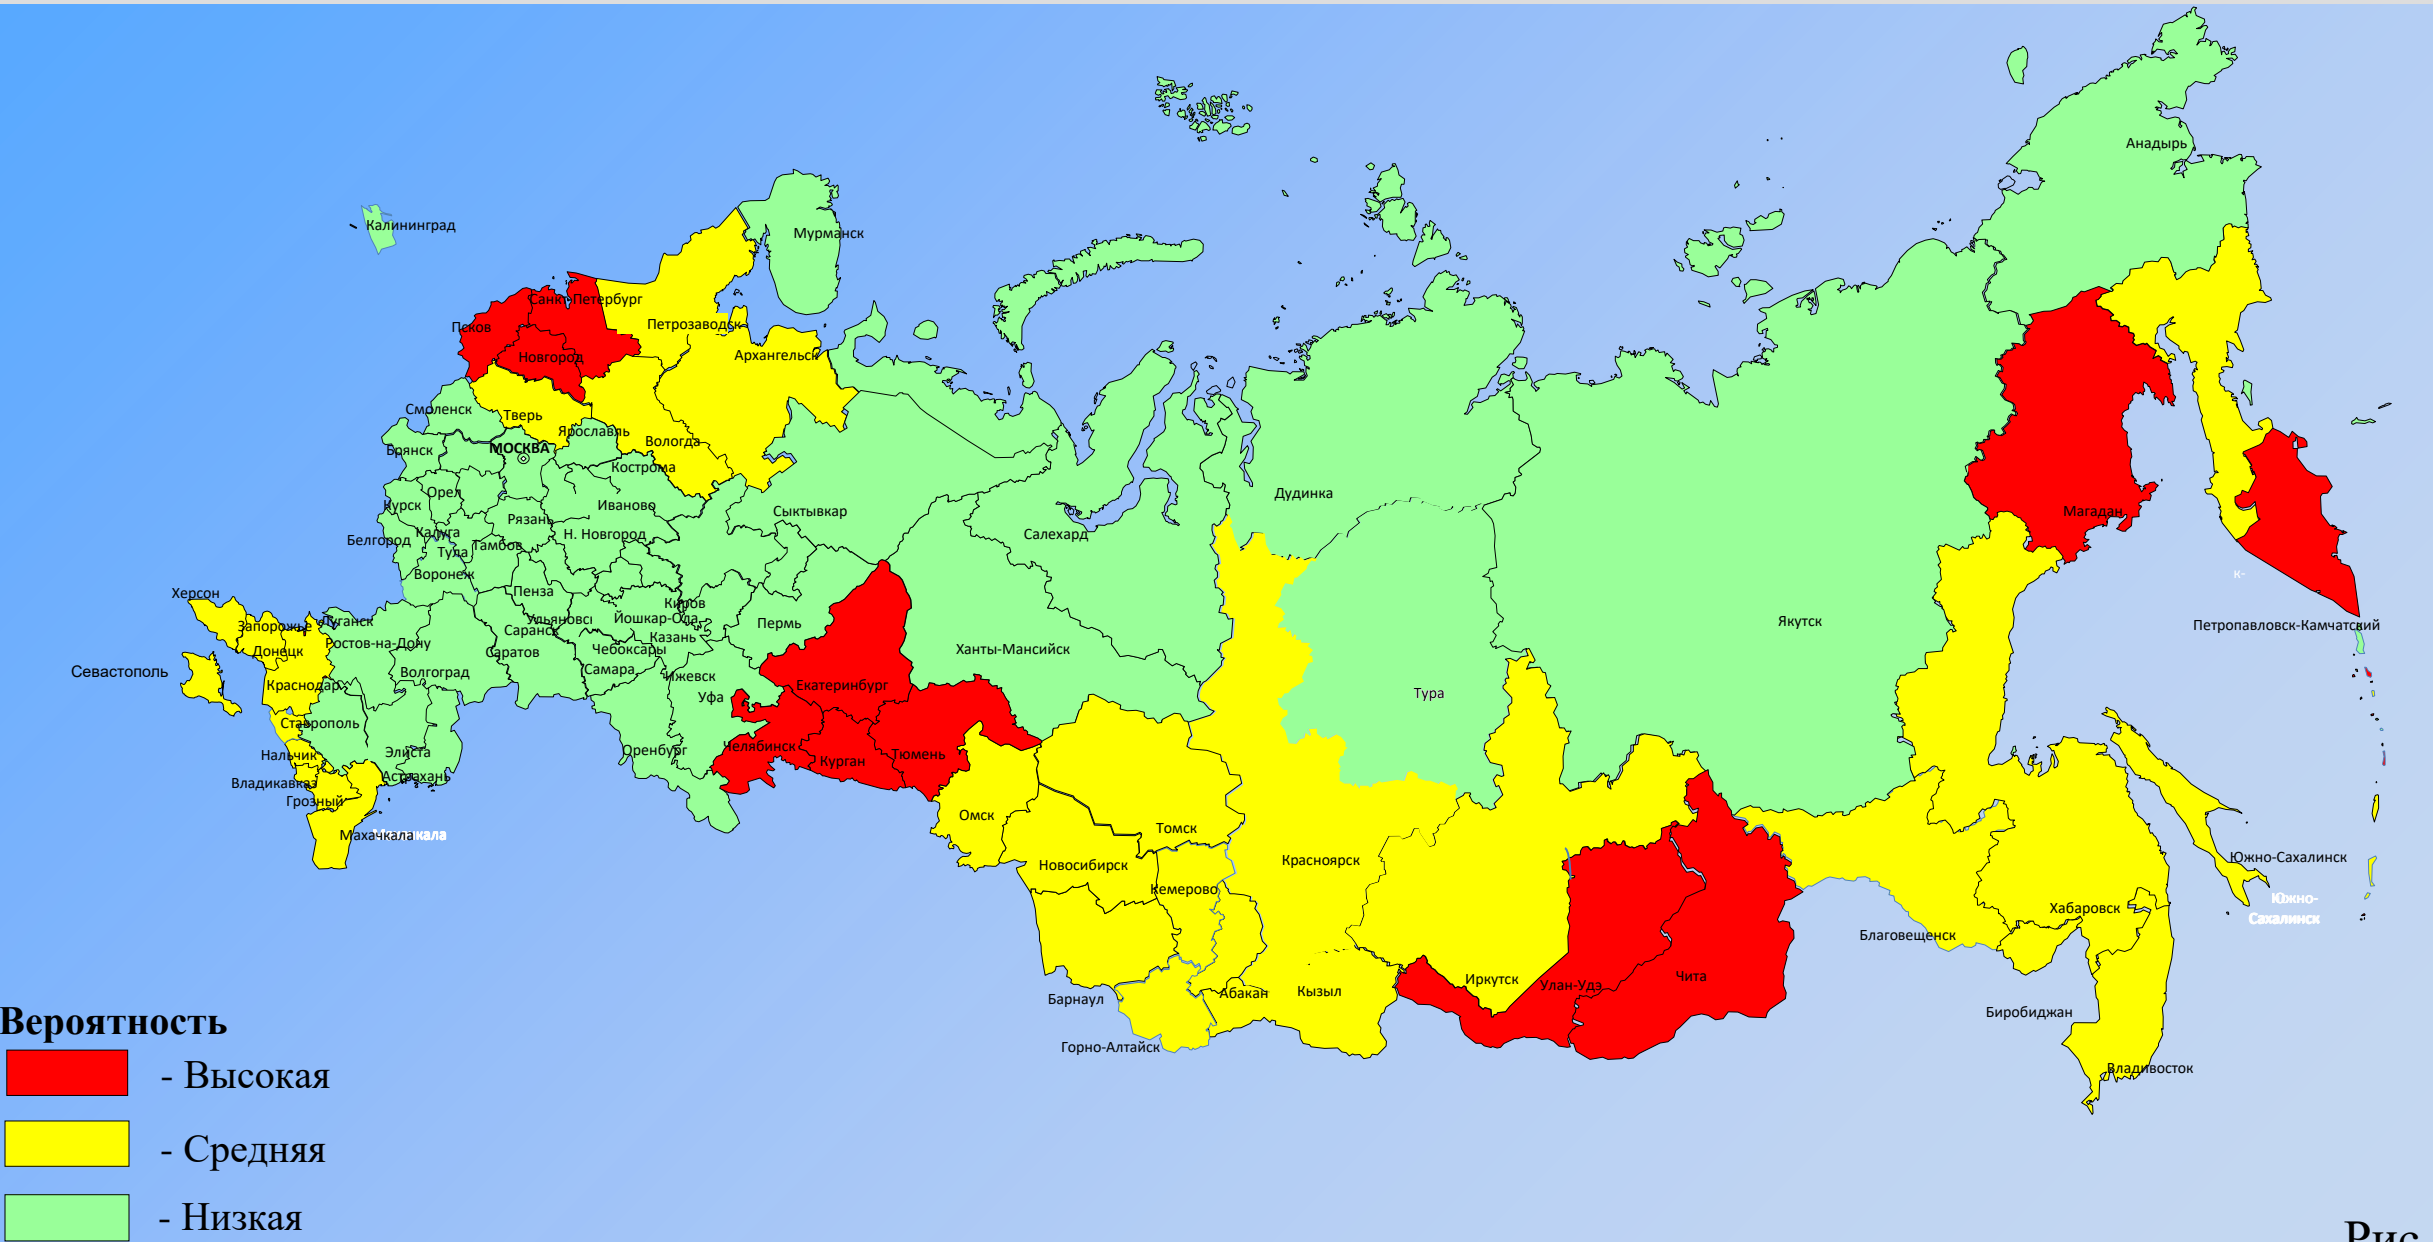 Анадырь
Калининград
Мурманск
Санкт-Петербург
Псков
Петрозаводск
Новгород
Архангельск
Смоленск
Тверь
Ярославль
Вологда
Брянск
МОСКВА
Кострома
Орел
Дудинка
Курск
Иваново
Сыктывкар
Магадан
Рязань
Калуга
Н. Новгород
Салехард
Белгород
Тула
Тамбов
Воронеж
к-
Херсон
Пенза
Киров
Запорожье
Луганск
Ульяновс
Йошкар-Ола
Пермь
Якутск
Петропавловск-Камчатский
Саранск
Казань
Ростов-на-Дону
Донецк
Саратов
Чебоксары
Ханты-Мансийск
Севастополь
Волгоград
Самара
Ижевск
Краснодар
Уфа
Екатеринбург
Тура
Ставрополь
Нальчик
Элиста
Оренбург
Челябинск
Курган
Тюмень
Владикавказ
Астрахань
Грозный
Омск
Махачкала
Томск
Новосибирск
Красноярск
Южно-Сахалинск
Кемерово
Южно-
Сахалинск
Хабаровск
Благовещенск
Иркутск
Улан-Удэ
Чита
Барнаул
Абакан
Кызыл
Биробиджан
Горно-Алтайск
Владивосток
Вероятность
- Высокая
- Средняя
- Низкая
Рис